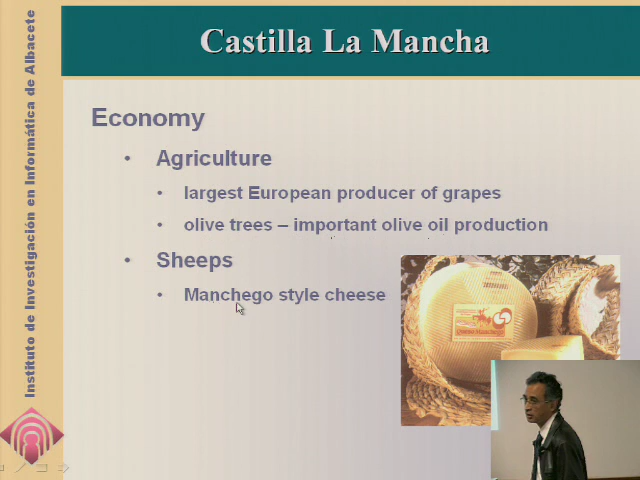 Castilla La Mancha
Instituto de Investigación en Informática de Albacete
Economy
• Agriculture
• largest European producer of grapes
• olive trees – important olive oil production
• Sheeps
• Manchego style cheese